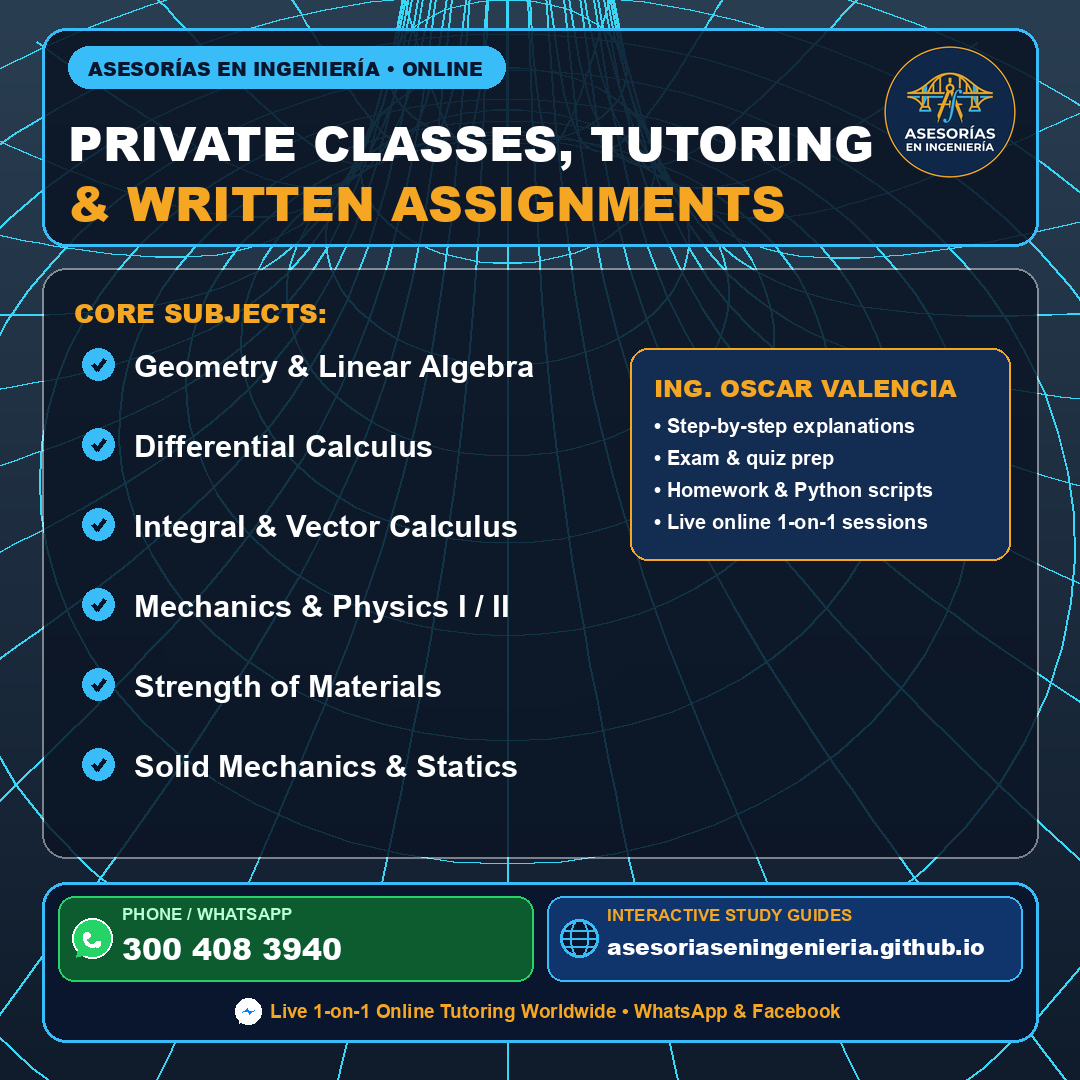 ASESORÍAS EN INGENIERÍA • ONLINE
PRIVATE CLASSES, TUTORING
& WRITTEN ASSIGNMENTS
ASESORÍAS
EN INGENIERÍA
CORE SUBJECTS:
Geometry & Linear Algebra
Differential Calculus
Integral & Vector Calculus
Mechanics & Physics I / II
Strength of Materials
Solid Mechanics & Statics
ING. OSCAR VALENCIA
• Step-by-step explanations
• Exam & quiz prep
• Homework & Python scripts
• Live online 1-on-1 sessions
PHONE / WHATSAPP
300 408 3940
INTERACTIVE STUDY GUIDES
asesoriaseningenieria.github.io
Live 1-on-1 Online Tutoring Worldwide • WhatsApp & Facebook